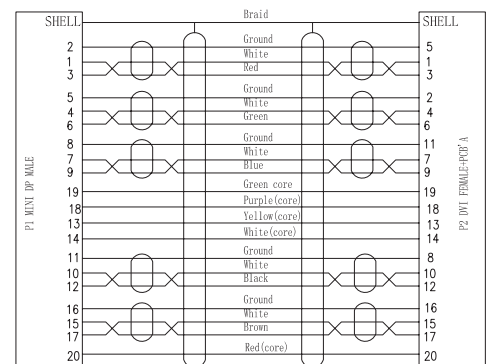 Braid
SHELL SHELL
Ground
2 5
White
1 1
Red
3 3
Ground
5 2
White
4 4
Green
6 6
Ground
8 11
White
7 7
Blue
9 9
Green core
19 19
Purple(core)
18 18
Yellow(core)
13 13
White(core)
14 14
Ground
11 8
White
10 10
Black
12 12
Ground
16 16
White
15 15
Brown
17 17
Red(core)
20 20
P1 MINI DP MALE
P2 DVI FEMALE+PCB'A